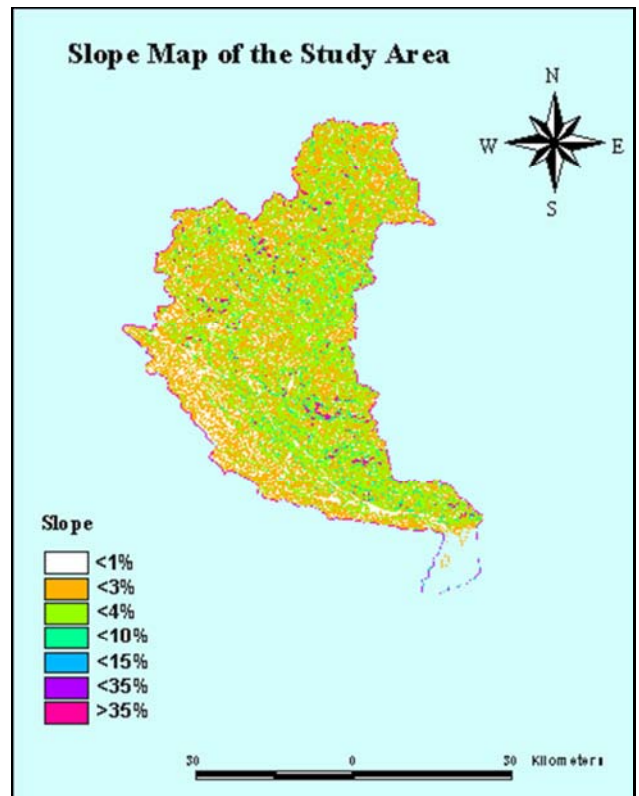 Slope Map of the Study Area
N
W E
S
Slope
<1%
<3%
<4%
<10%
<15%
<35%
>35%
30 0 30 Kilometers